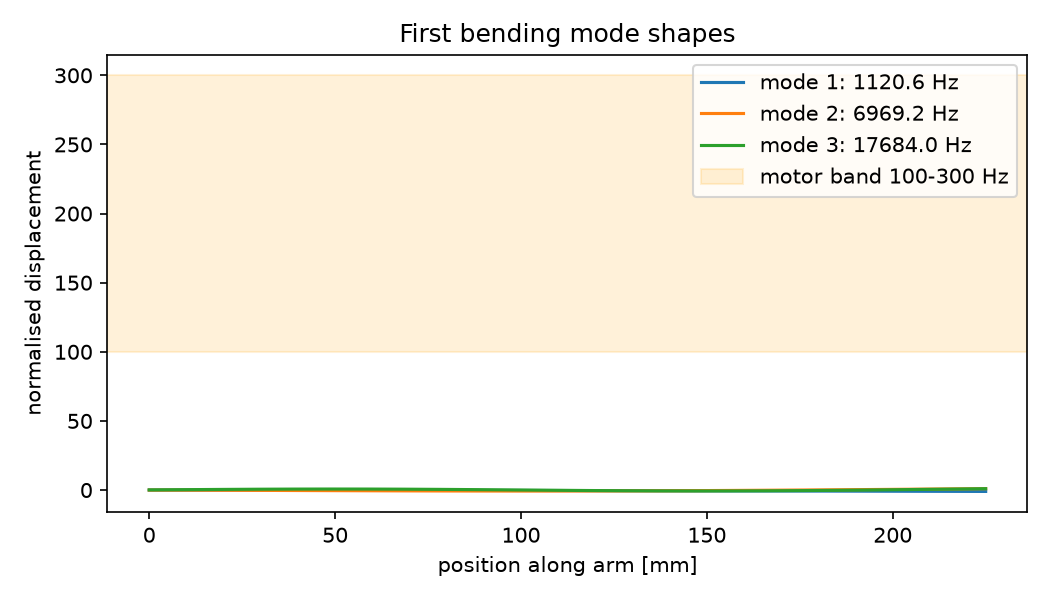 First bending mode shapes
mode 1: 1120.6 Hz
mode 2: 6969.2 Hz
mode 3: 17684.0 Hz
motor band 100-300 Hz
normalised displacement
300
250
200
150
100
50
0
0 50 100 150 200
position along arm [mm]